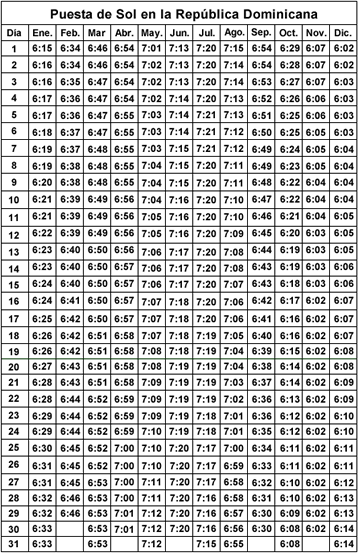 Puesta de Sol en la República Dominicana
Día Ene. Feb. Mar Abr. May. Jun. Jul. Ago. Sep. Oct. Nov. Dic.
1 6:15 6:34 6:46 6:54 7:01 7:13 7:20 7:15 6:54 6:29 6:07 6:02
2 6:16 6:34 6:46 6:54 7:02 7:13 7:20 7:14 6:54 6:28 6:07 6:02
3 6:16 6:35 6:47 6:54 7:02 7:13 7:20 7:14 6:53 6:27 6:07 6:03
4 6:17 6:36 6:47 6:54 7:02 7:14 7:20 7:13 6:52 6:26 6:06 6:03
5 6:17 6:36 6:47 6:55 7:03 7:14 7:21 7:13 6:51 6:25 6:06 6:03
6 6:18 6:37 6:47 6:55 7:03 7:14 7:21 7:12 6:50 6:25 6:05 6:03
7 6:19 6:37 6:48 6:55 7:03 7:15 7:21 7:12 6:49 6:24 6:05 6:04
8 6:19 6:38 6:48 6:55 7:04 7:15 7:20 7:11 6:49 6:23 6:05 6:04
9 6:20 6:38 6:48 6:55 7:04 7:15 7:20 7:11 6:48 6:22 6:04 6:04
10 6:21 6:39 6:49 6:56 7:04 7:16 7:20 7:10 6:47 6:22 6:04 6:04
11 6:21 6:39 6:49 6:56 7:05 7:16 7:20 7:10 6:46 6:21 6:04 6:05
12 6:22 6:39 6:49 6:56 7:05 7:16 7:20 7:09 6:45 6:20 6:03 6:05
13 6:23 6:40 6:50 6:56 7:06 7:17 7:20 7:08 6:44 6:19 6:03 6:05
14 6:23 6:40 6:50 6:57 7:06 7:17 7:20 7:08 6:43 6:19 6:03 6:06
15 6:24 6:40 6:50 6:57 7:06 7:17 7:20 7:07 6:43 6:18 6:03 6:06
16 6:24 6:41 6:50 6:57 7:07 7:18 7:20 7:06 6:42 6:17 6:02 6:07
17 6:25 6:42 6:50 6:57 7:07 7:18 7:20 7:06 6:41 6:16 6:02 6:07
18 6:26 6:42 6:51 6:58 7:07 7:18 7:19 7:05 6:40 6:16 6:02 6:07
19 6:26 6:42 6:51 6:58 7:08 7:18 7:19 7:04 6:39 6:15 6:02 6:08
20 6:27 6:43 6:51 6:58 7:08 7:19 7:19 7:04 6:38 6:14 6:02 6:08
21 6:28 6:43 6:51 6:58 7:09 7:19 7:19 7:03 6:37 6:14 6:02 6:09
22 6:28 6:44 6:52 6:59 7:09 7:19 7:19 7:02 6:36 6:13 6:02 6:09
23 6:29 6:44 6:52 6:59 7:09 7:19 7:18 7:01 6:36 6:12 6:02 6:10
24 6:29 6:44 6:52 6:59 7:10 7:19 7:18 7:01 6:35 6:12 6:02 6:10
25 6:30 6:45 6:52 7:00 7:10 7:20 7:17 7:00 6:34 6:11 6:02 6:11
26 6:31 6:45 6:52 7:00 7:10 7:20 7:17 6:59 6:33 6:11 6:02 6:11
27 6:31 6:45 6:53 7:00 7:11 7:20 7:17 6:58 6:32 6:10 6:02 6:12
28 6:32 6:46 6:53 7:00 7:11 7:20 7:16 6:58 6:31 6:10 6:02 6:13
29 6:32 6:46 6:53 7:01 7:12 7:20 7:16 6:57 6:30 6:09 6:02 6:13
30 6:33 6:53 7:01 7:12 7:20 7:16 6:56 6:29 6:08 6:02 6:14
31 6:33 6:53 7:12 7:15 6:55 6:08 6:14